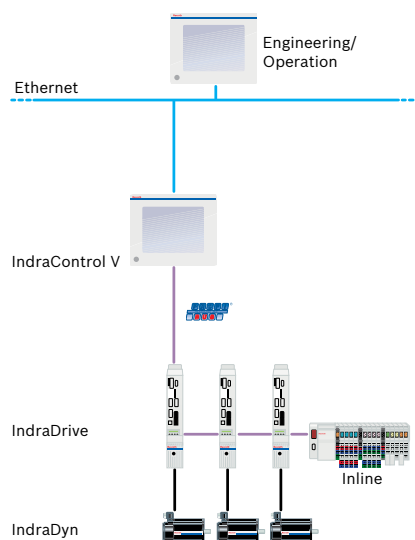 Engineering/
Operation
Ethernet
IndraControl V
IndraDrive
Inline
IndraDyn